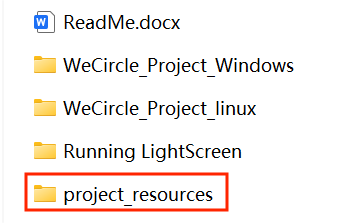 ReadMe.docx
WeCircle_Project_Windows
WeCircle_Project_linux
Running LightScreen
project_resources